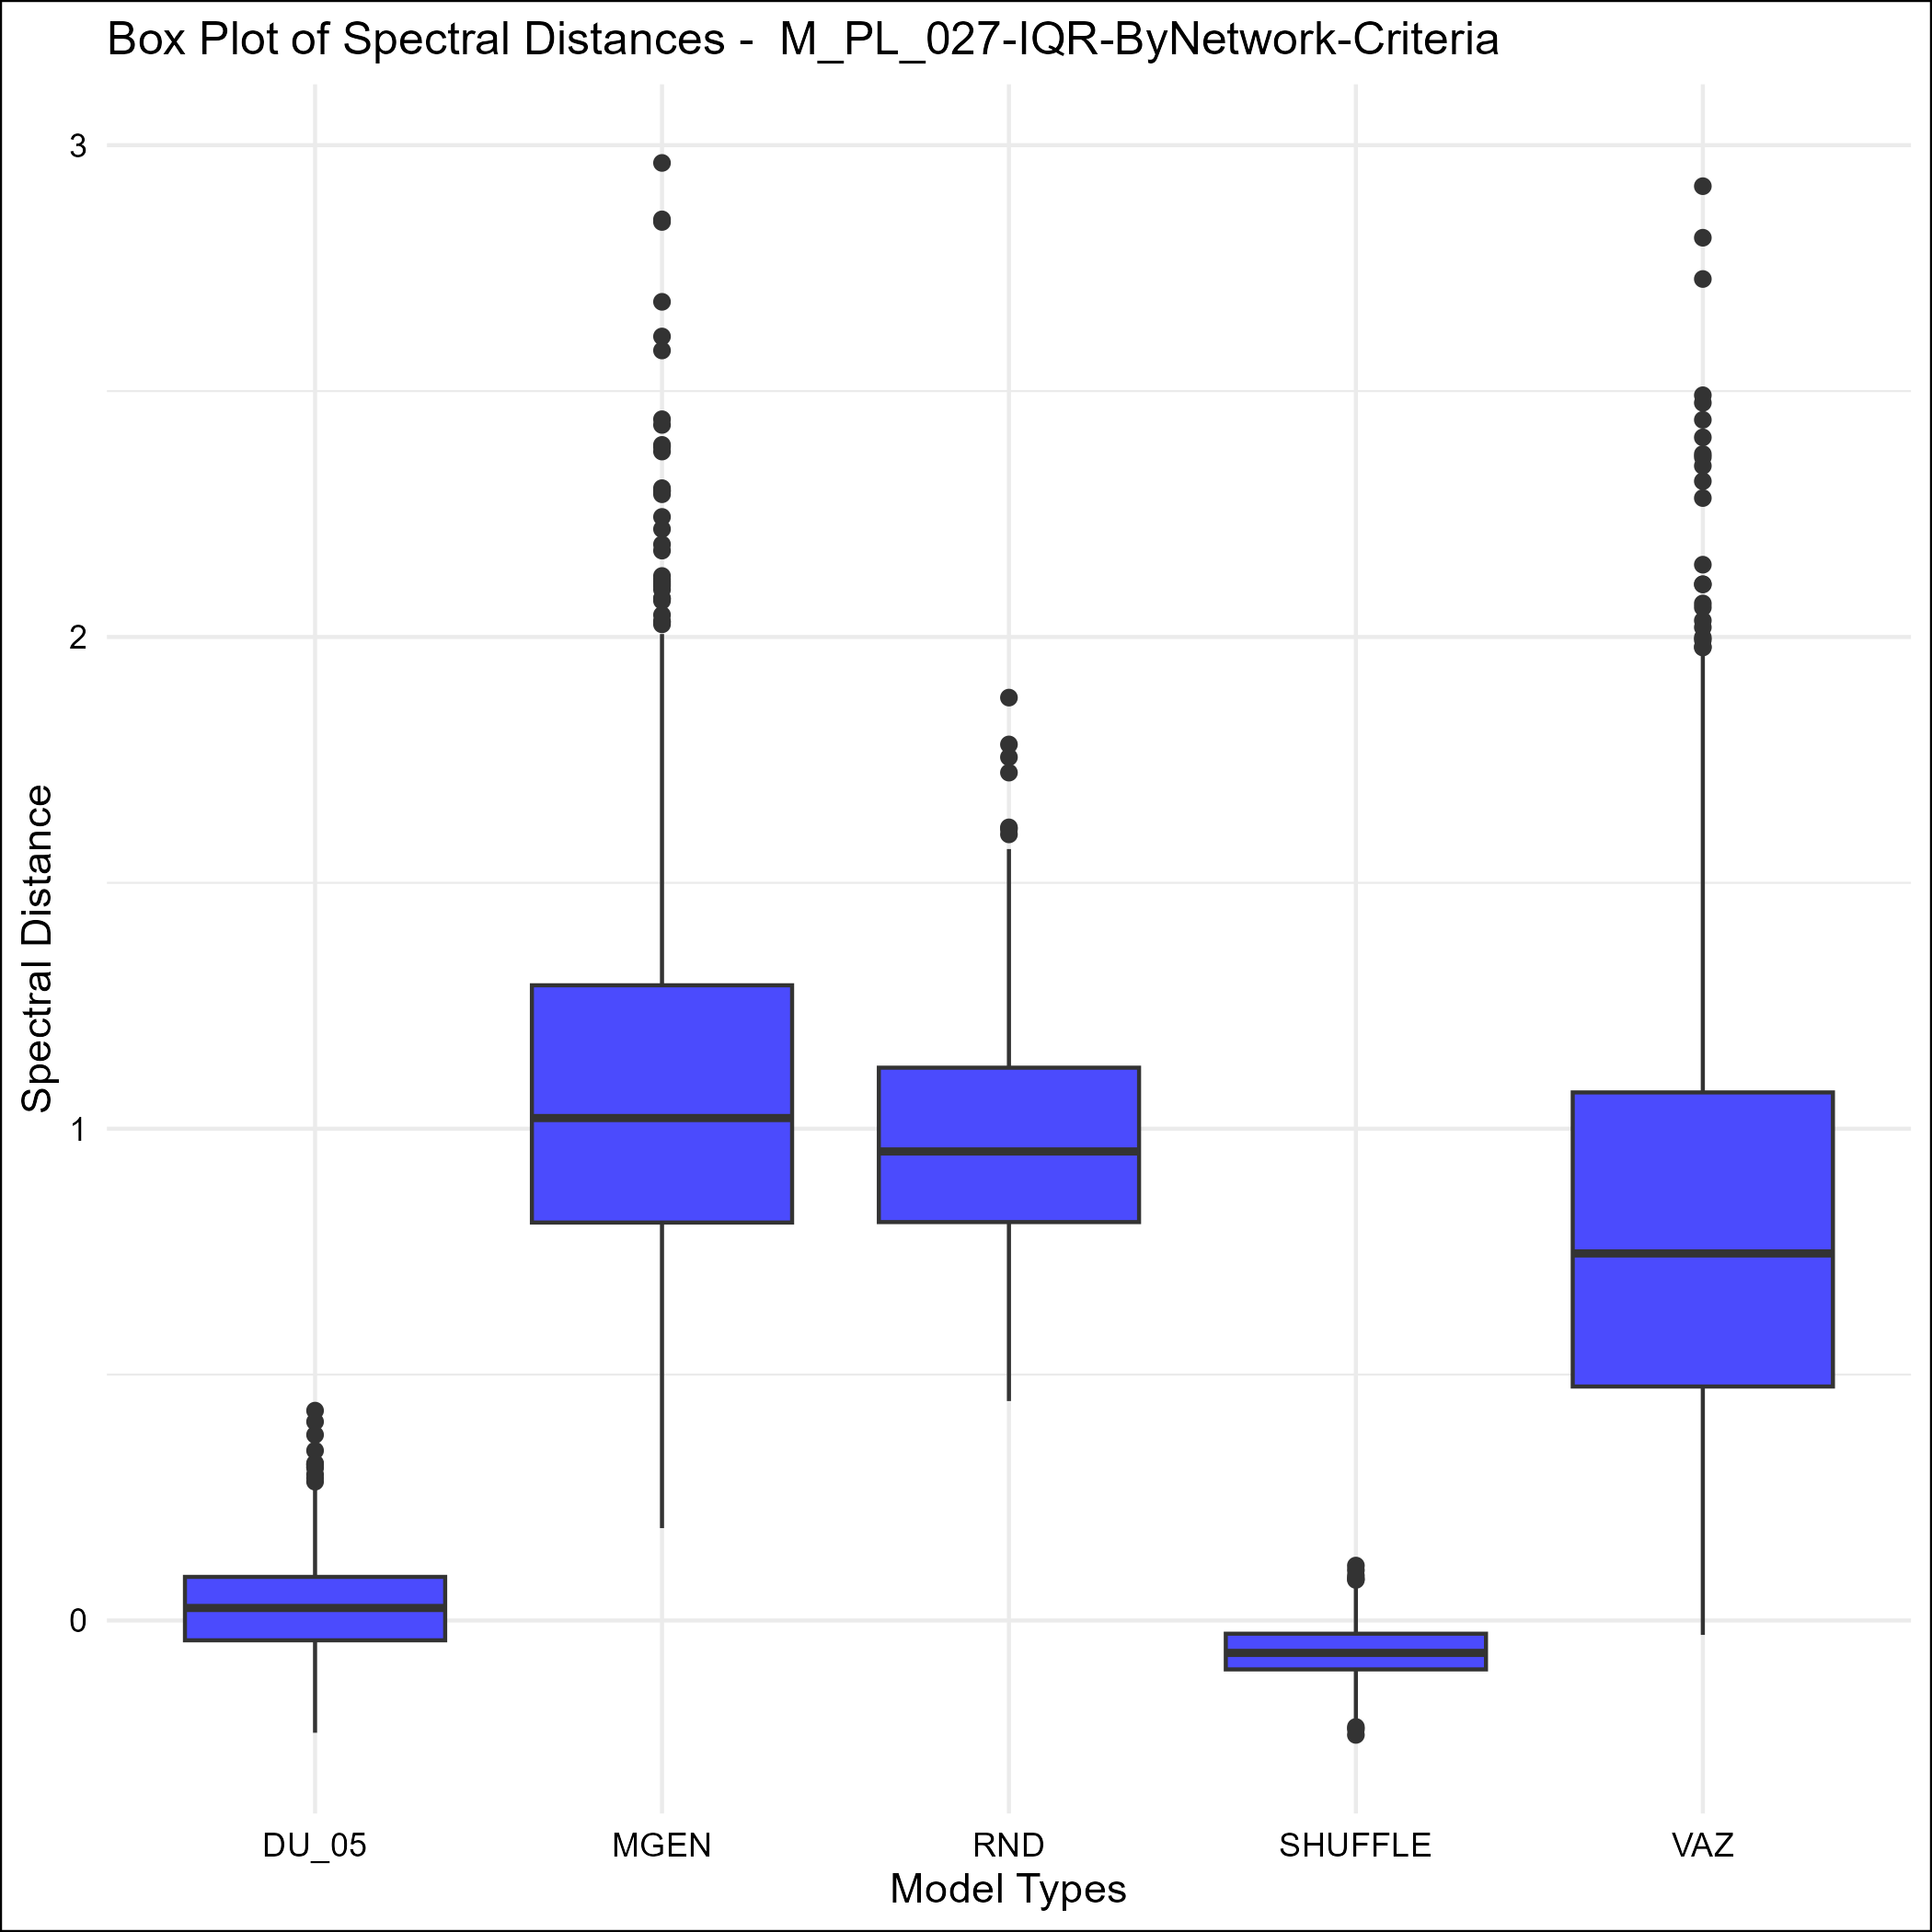 Box Plot of Spectral Distances -  M_PL_027-IQR-ByNetwork-Criteria
3
2
1
0
Spectral Distance
DU_05 MGEN RND SHUFFLE VAZ
Model Types